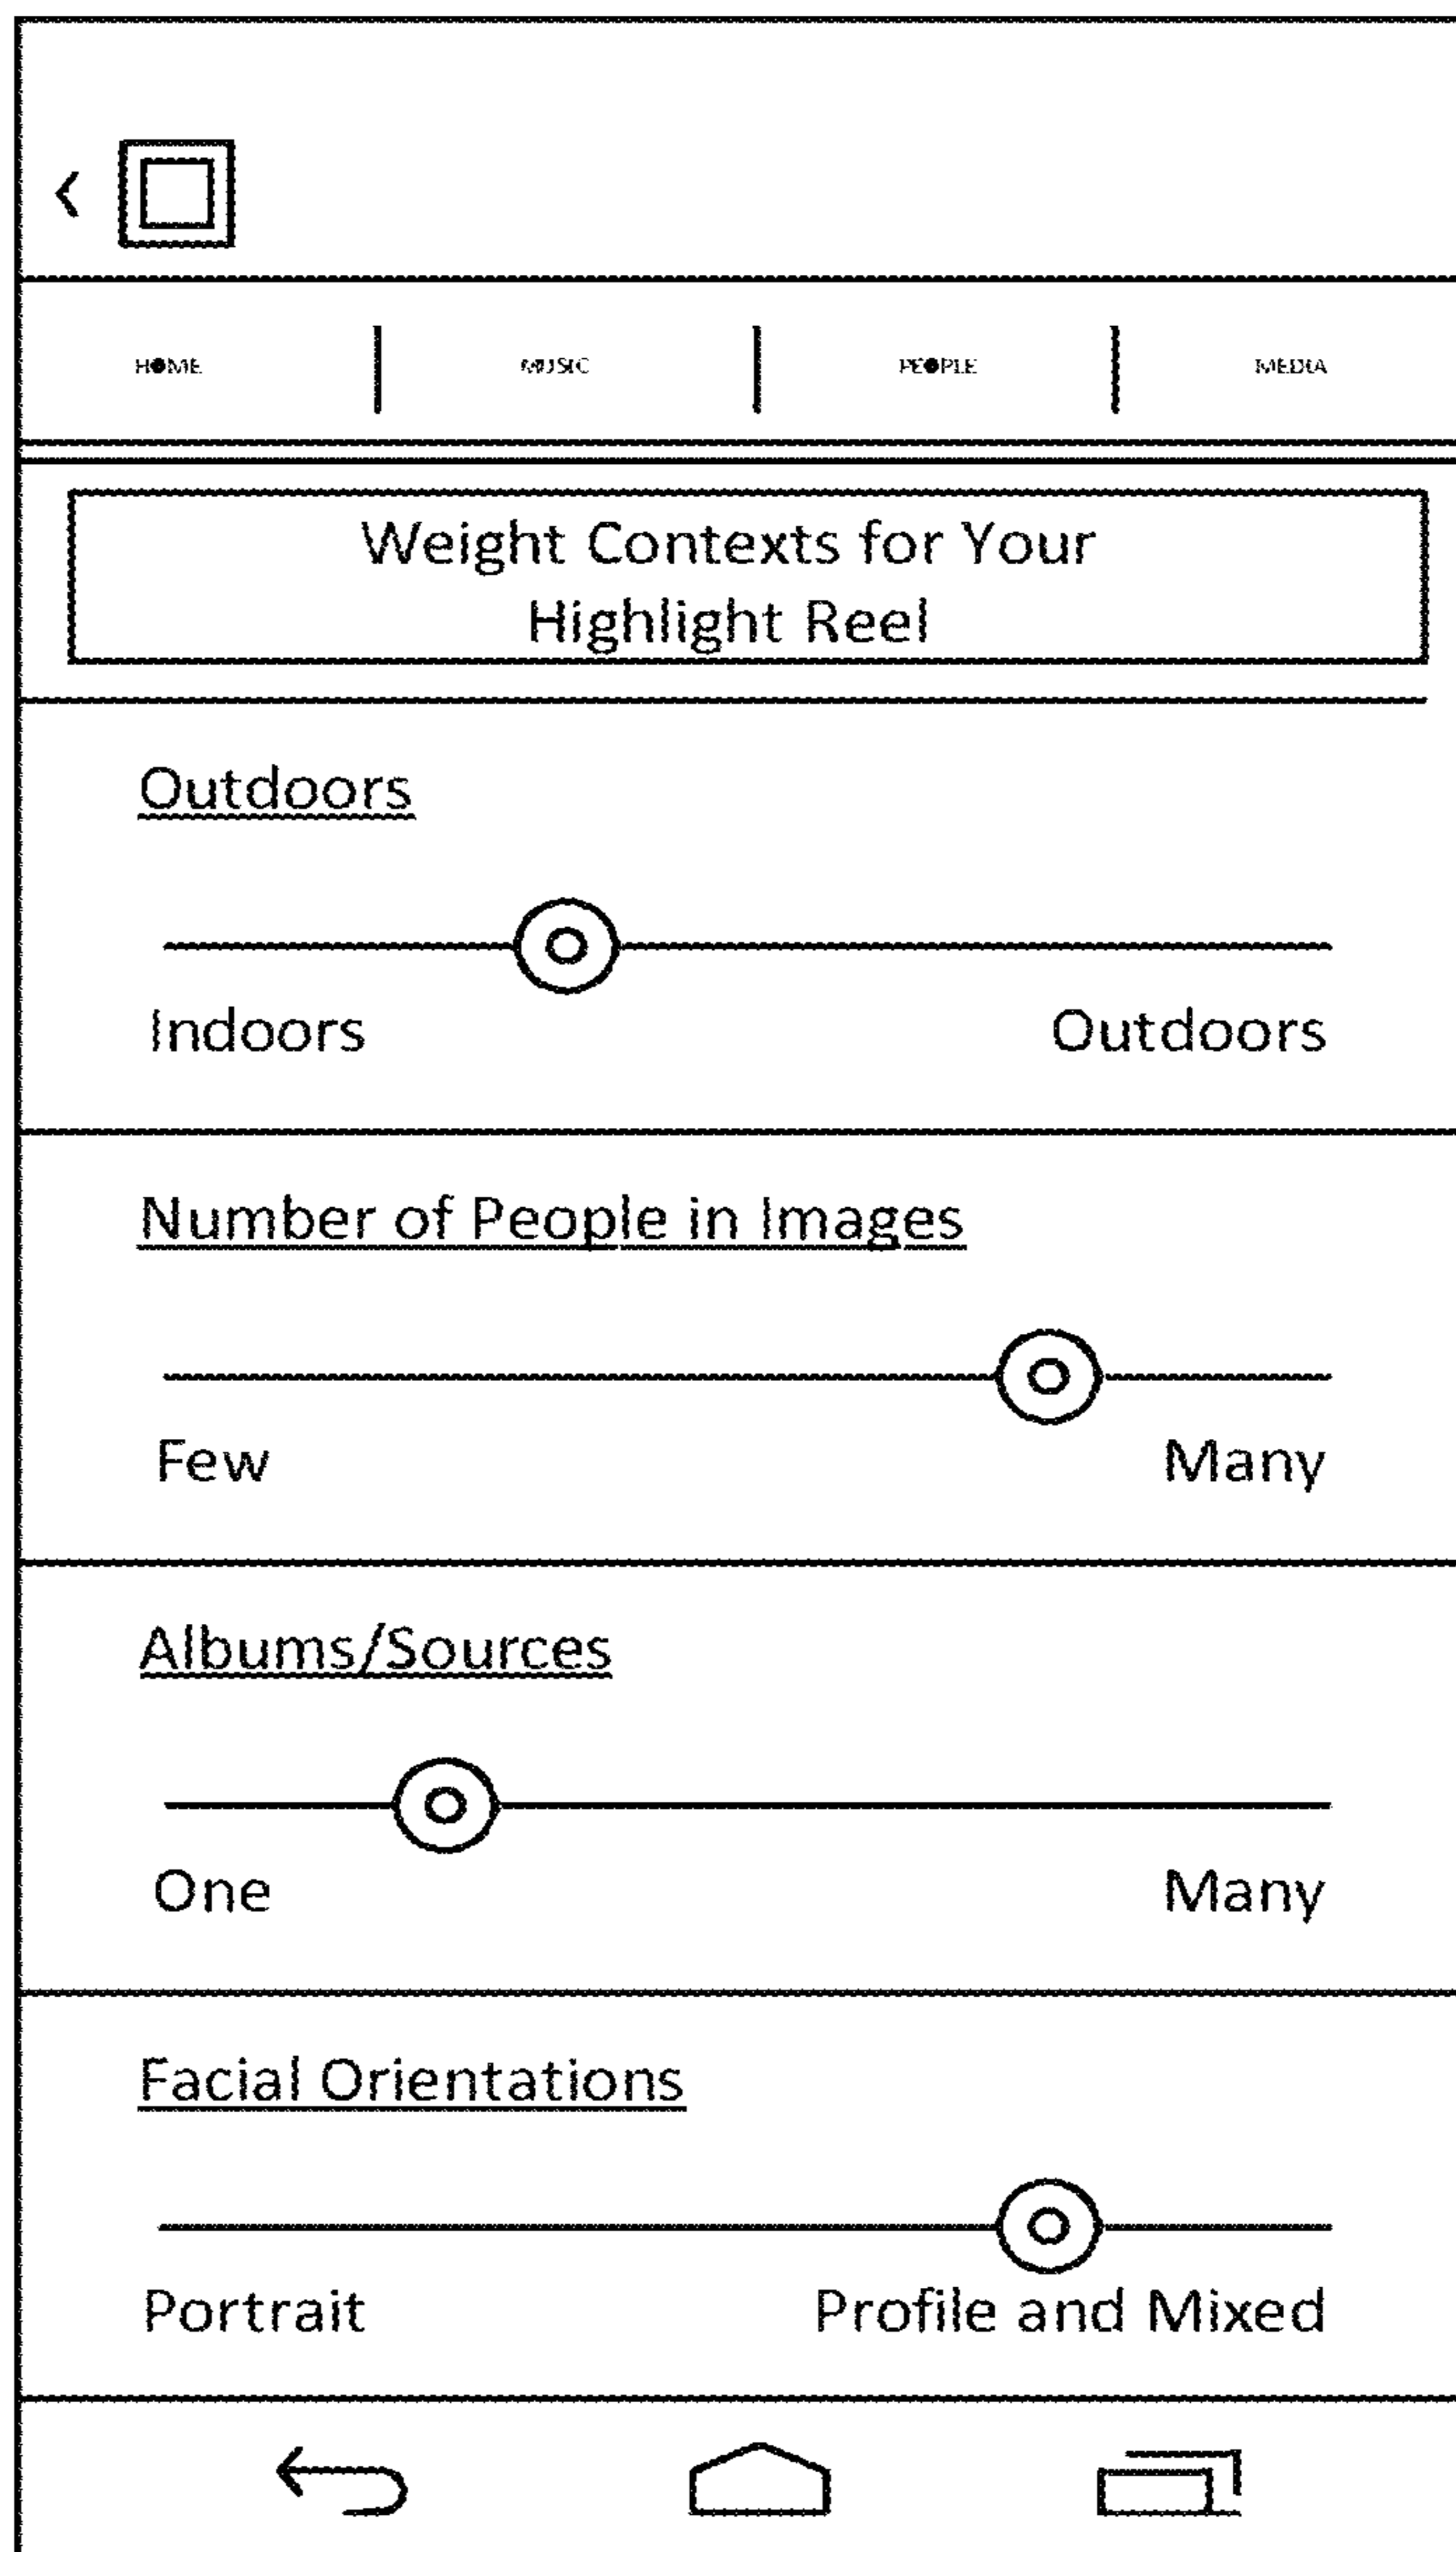 HOME MUSIC PEOPLE MEDIA
Weight Contexts for Your
Highlight Reel
Outdoors
Indoors Outdoors
Number of People in Images
Few Many
Albums/Sources
One Many
Facial Orientations
Portrait Profile and Mixed